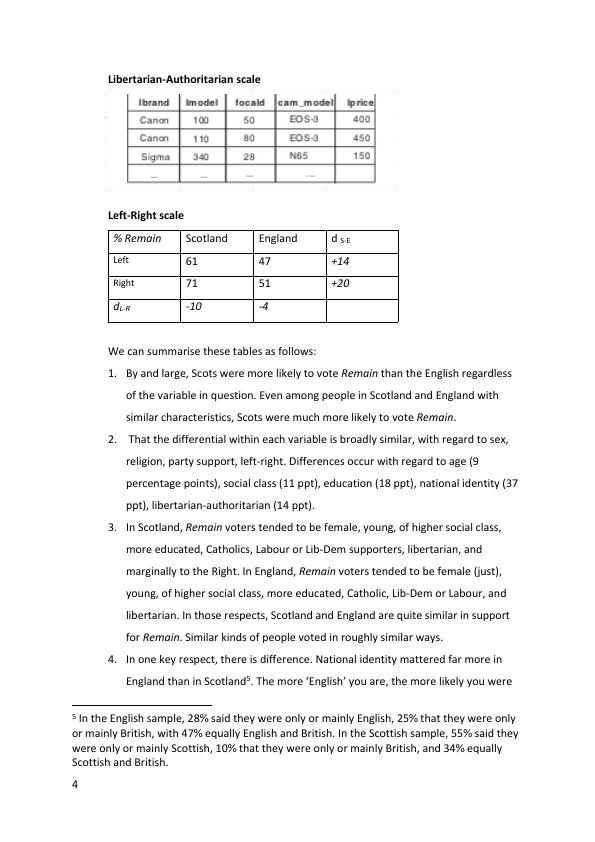 Libertarian-Authoritarian scale
lbrand lmodel focald cam_model lprice
Canon 100 50 EOS-3 400
Canon 110 80 EOS-3 450
Sigma 340 28 N65 150
... ... ... ...
Left-Right scale
% Remain Scotland England d S-E
Left 61 47 +14
Right 71 51 +20
dL-R -10 -4
We can summarise these tables as follows:
1. By and large, Scots were more likely to vote Remain than the English regardless
of the variable in question. Even among people in Scotland and England with
similar characteristics, Scots were much more likely to vote Remain.
2. That the differential within each variable is broadly similar, with regard to sex,
religion, party support, left-right. Differences occur with regard to age (9
percentage points), social class (11 ppt), education (18 ppt), national identity (37
ppt), libertarian-authoritarian (14 ppt).
3. In Scotland, Remain voters tended to be female, young, of higher social class,
more educated, Catholics, Labour or Lib-Dem supporters, libertarian, and
marginally to the Right. In England, Remain voters tended to be female (just),
young, of higher social class, more educated, Catholic, Lib-Dem or Labour, and
libertarian. In those respects, Scotland and England are quite similar in support
for Remain. Similar kinds of people voted in roughly similar ways.
4. In one key respect, there is difference. National identity mattered far more in
England than in Scotland5. The more ‘English’ you are, the more likely you were
5 In the English sample, 28% said they were only or mainly English, 25% that they were only
or mainly British, with 47% equally English and British. In the Scottish sample, 55% said they
were only or mainly Scottish, 10% that they were only or mainly British, and 34% equally
Scottish and British.
4